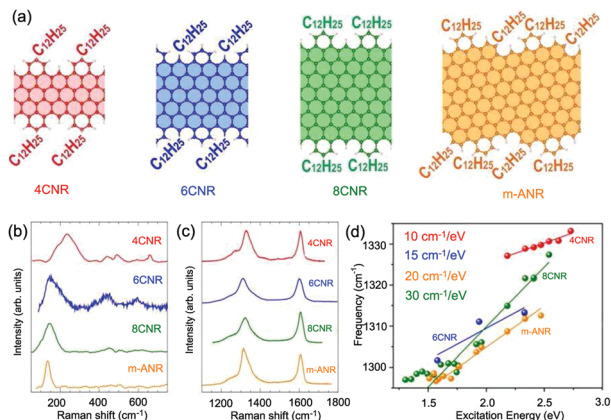 (a)
C12H25 C12H25 C12H25 C12H25
C12H25 C12H25 C12H25 C12H25
C12H25 C12H25 C12H25 C12H25
C12H25 C12H25 C12H25 C12H25
4CNR 6CNR 8CNR m-ANR
(b)
Intensity (arb. units)
4CNR
6CNR
8CNR
m-ANR
0 200 400 600
Raman shift (cm-1)
(c)
Intensity (arb. units)
4CNR
6CNR
8CNR
m-ANR
1200 1400 1600 1800
Raman shift (cm-1)
(d)
Frequency (cm-1)
1330
1320
1310
1300
10 cm-1/eV
15 cm-1/eV
20 cm-1/eV
30 cm-1/eV
4CNR
8CNR
6CNR
m-ANR
1.5 2.0 2.5 3.0
Excitation Energy (eV)